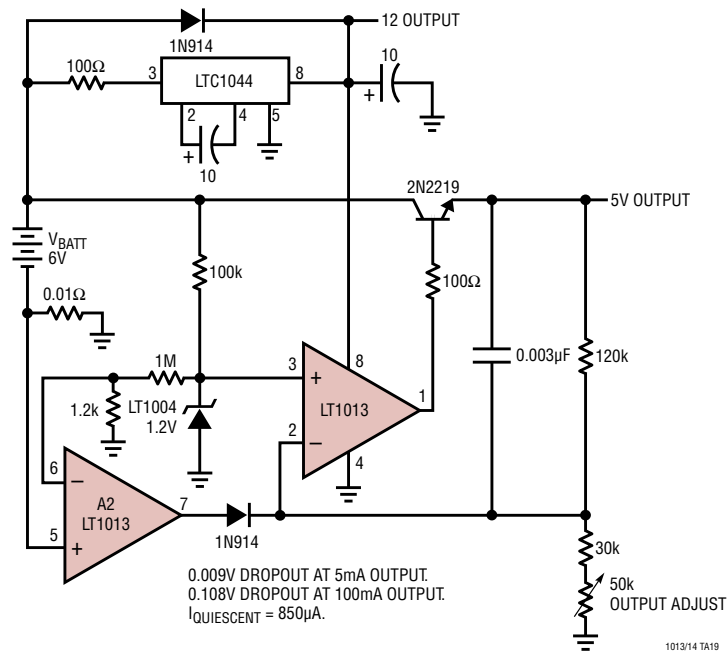 12 OUTPUT
1N914
100Ω
3
LTC1044
8
10
+
2
4
5
+
10
2N2219
5V OUTPUT
VBATT
6V
100k
100Ω
0.01Ω
1M
3
+
8
0.003µF
120k
1.2k
LT1004
1.2V
LT1013
1
2
–
4
6
–
A2
LT1013
7
5
+
1N914
30k
0.009V DROPOUT AT 5mA OUTPUT.
0.108V DROPOUT AT 100mA OUTPUT.
IQUIESCENT = 850µA.
50k
OUTPUT ADJUST
1013/14 TA19